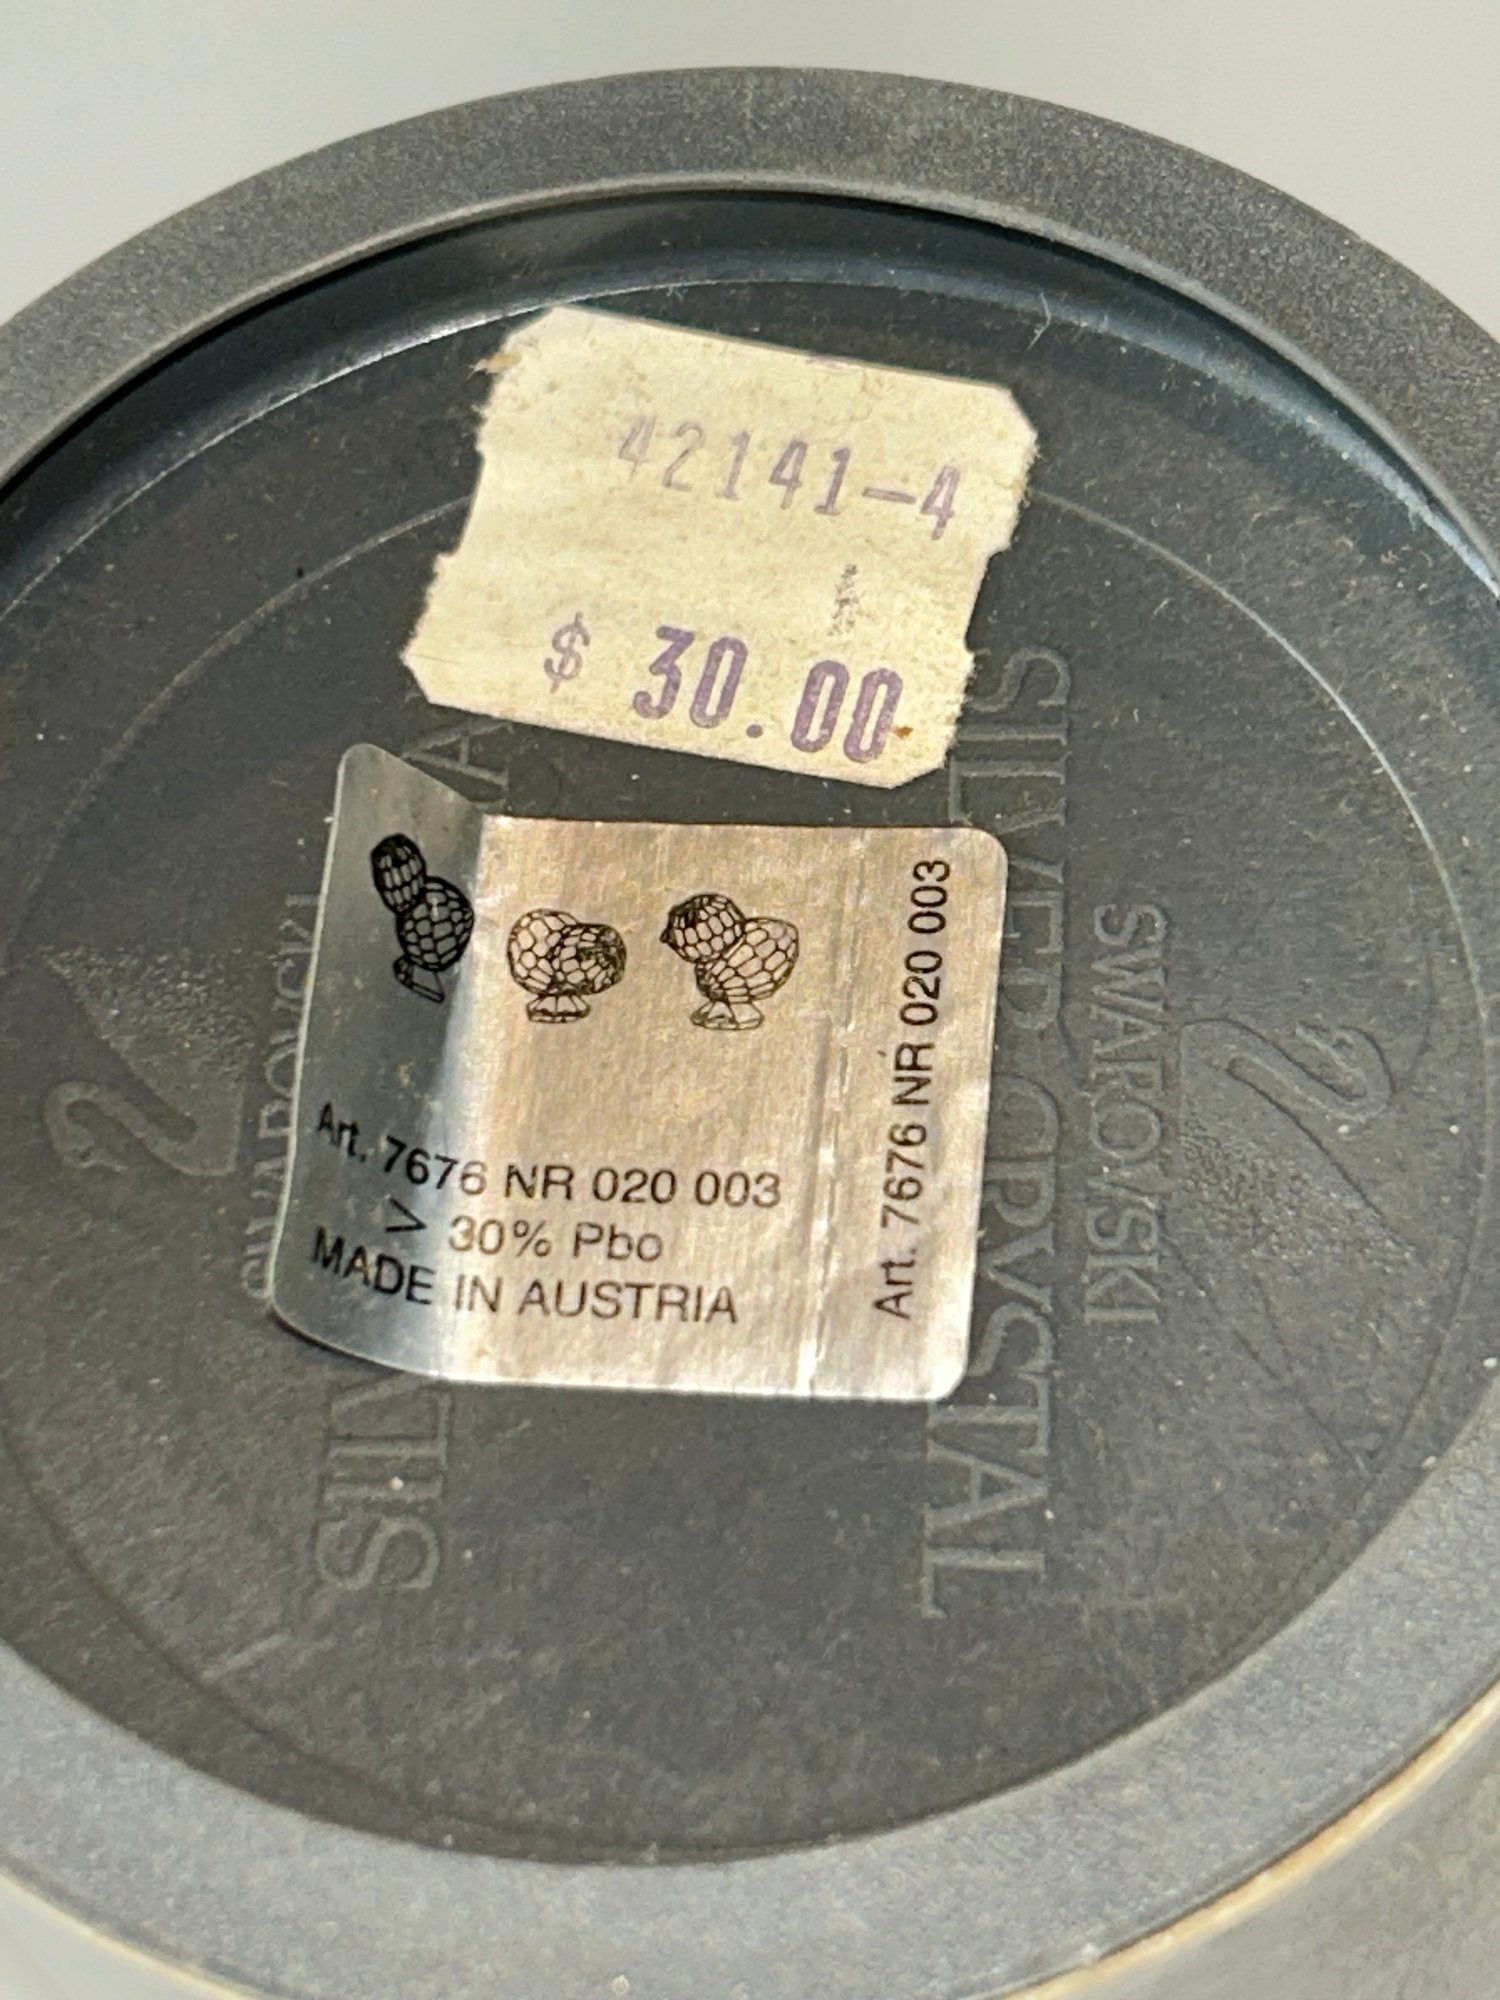 42141-4
$ 30.00
Art. 7676 NR 020 003
> 30% Pbo
MADE IN AUSTRIA
Art. 7676 NR 020 003
SILVER CRYSTAL
SWAROVSKI
SWAROVSKI